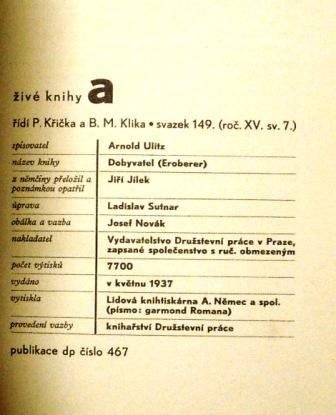 živé knihy a
řídí P. Křička a B. M. Klika • svazek 149. (roč. XV. sv. 7.)
spisovatel Arnold Ulitz
název knihy Dobyvatel (Eroberer)
z němčiny přeložil a poznámkou opatřil Jiří Jílek
úprava Ladislav Sutnar
obálka a vazba Josef Novák
nakladatel Vydavatelstvo Družstevní práce v Praze,
zapsané společenstvo s ruč. obmezeným
počet výtisků 7700
vydáno v květnu 1937
vytiskla Lidová knihtiskárna A. Němec a spol.
(písmo: garmond Romana)
provedení vazby knihařství Družstevní práce
publikace dp číslo 467